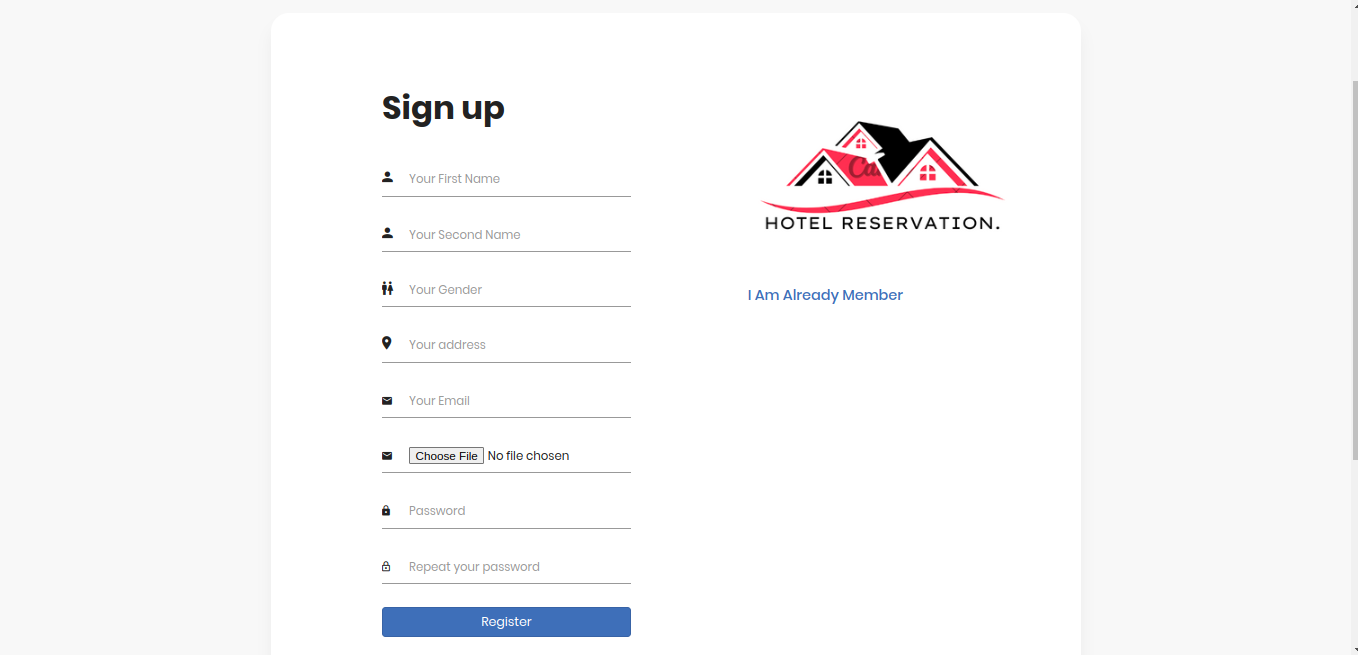 Sign up
Your First Name
Your Second Name
Your Gender
Your address
Your Email
Choose File No file chosen
Password
Repeat your password
Register
HOTEL RESERVATION.
I Am Already Member